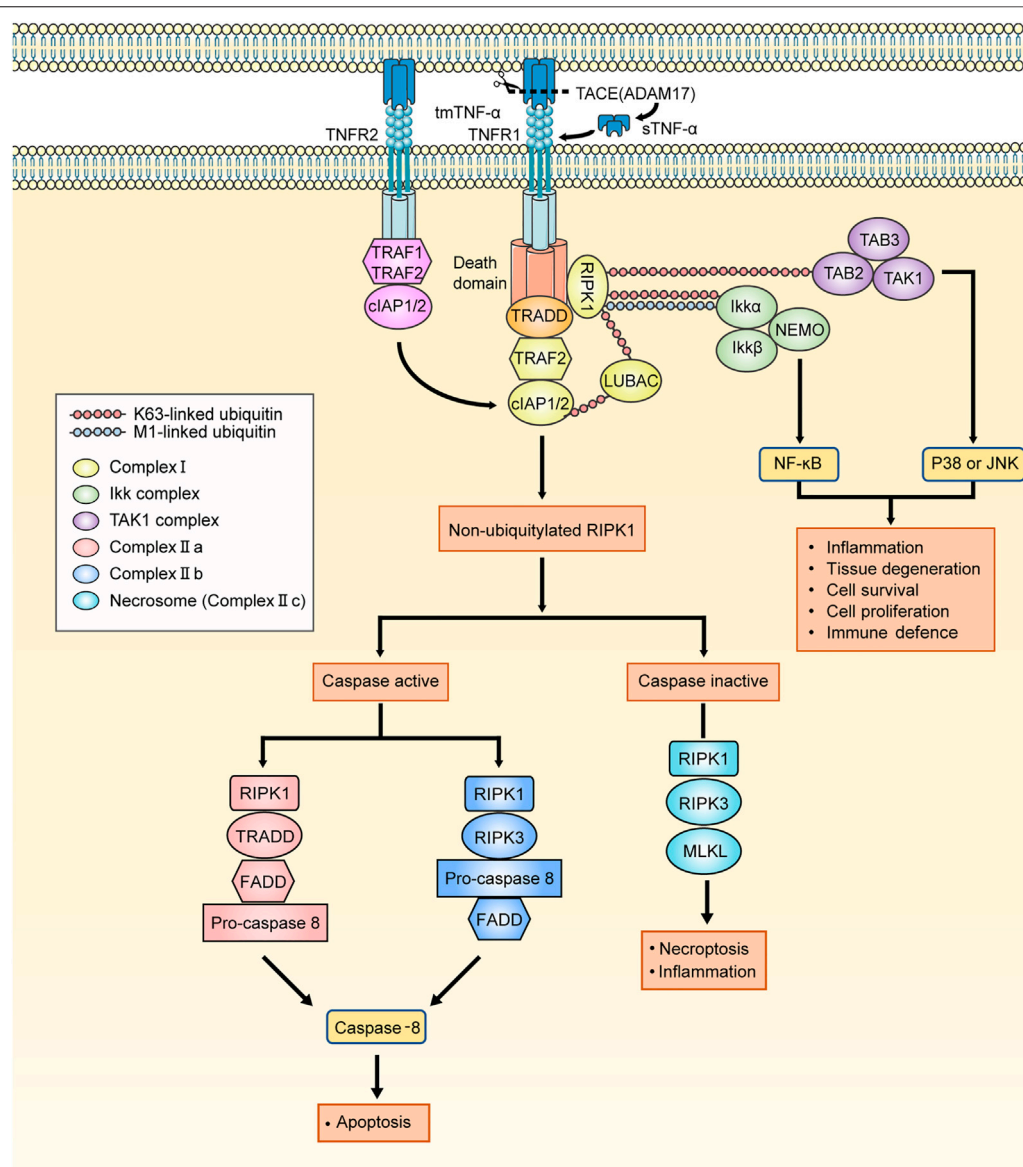 TACE(ADAM17)
tmTNF-α
TNFR2
TNFR1
sTNF-α
TRAF1
TRAF2
cIAP1/2
Death
domain
RIPK1
TRADD
TRAF2
cIAP1/2
LUBAC
TAB3
TAB2
TAK1
Ikkα
NEMO
Ikkβ
K63-linked ubiquitin
M1-linked ubiquitin
Complex I
Ikk complex
TAK1 complex
Complex II a
Complex II b
Necrosome (Complex II c)
NF-κB
P38 or JNK
Non-ubiquitylated RIPK1
• Inflammation
• Tissue degeneration
• Cell survival
• Cell proliferation
• Immune defence
Caspase active
Caspase inactive
RIPK1
TRADD
FADD
Pro-caspase 8
RIPK1
RIPK3
Pro-caspase 8
FADD
RIPK1
RIPK3
MLKL
• Necroptosis
• Inflammation
Caspase-8
• Apoptosis